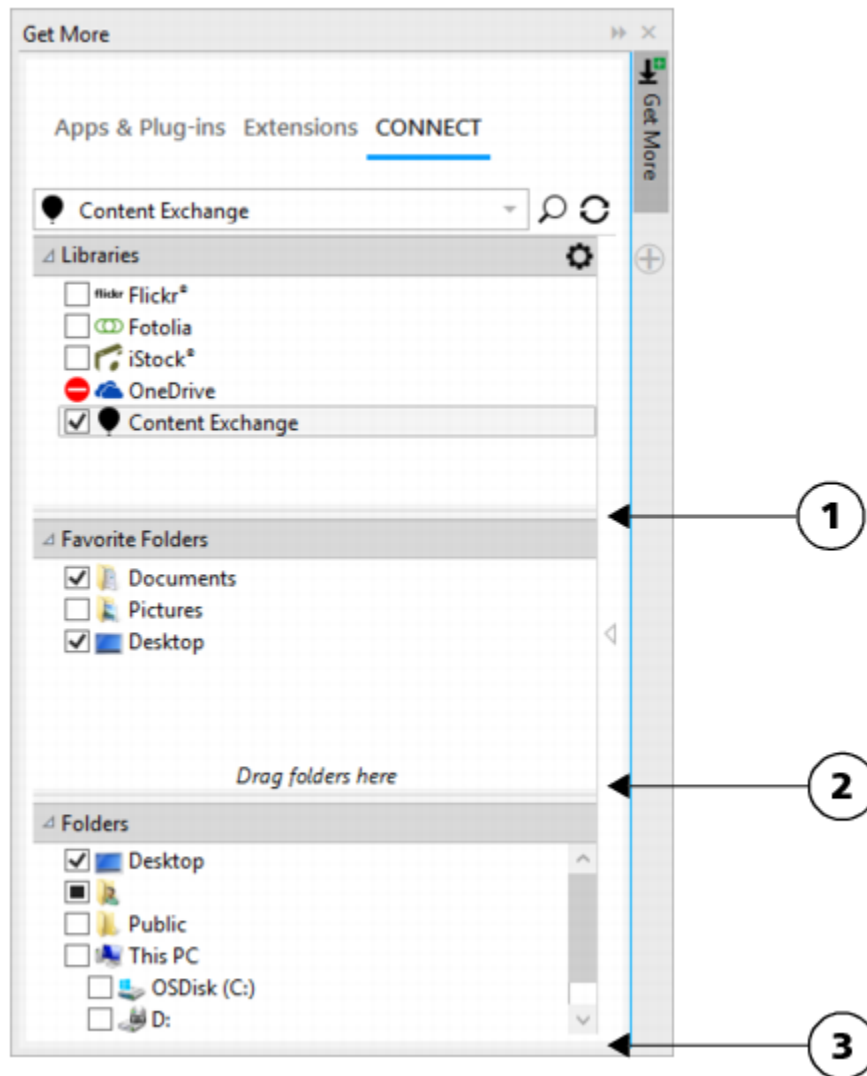 Get More
Get More
Apps & Plug-ins Extensions CONNECT
Content Exchange
Libraries
flickr Flickr®
Fotolia
iStock®
OneDrive
Content Exchange
1
Favorite Folders
Documents
Pictures
Desktop
Drag folders here
2
Folders
Desktop
Public
This PC
OSDisk (C:)
D:
3